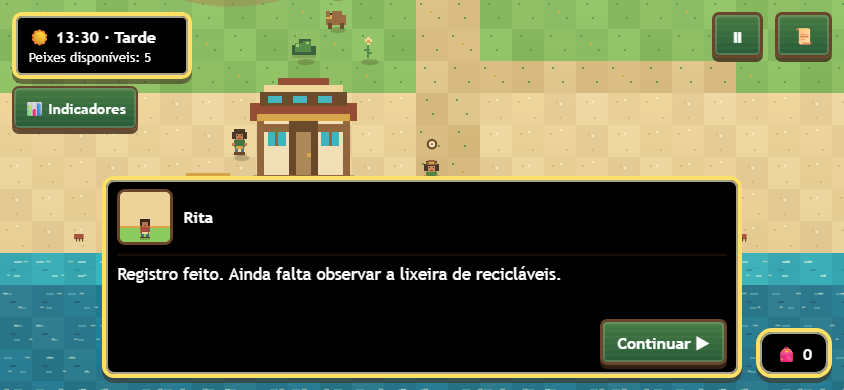 13:30 · Tarde
Peixes disponíveis: 5
Indicadores
Rita
Registro feito. Ainda falta observar a lixeira de recicláveis.
Continuar ▶
0